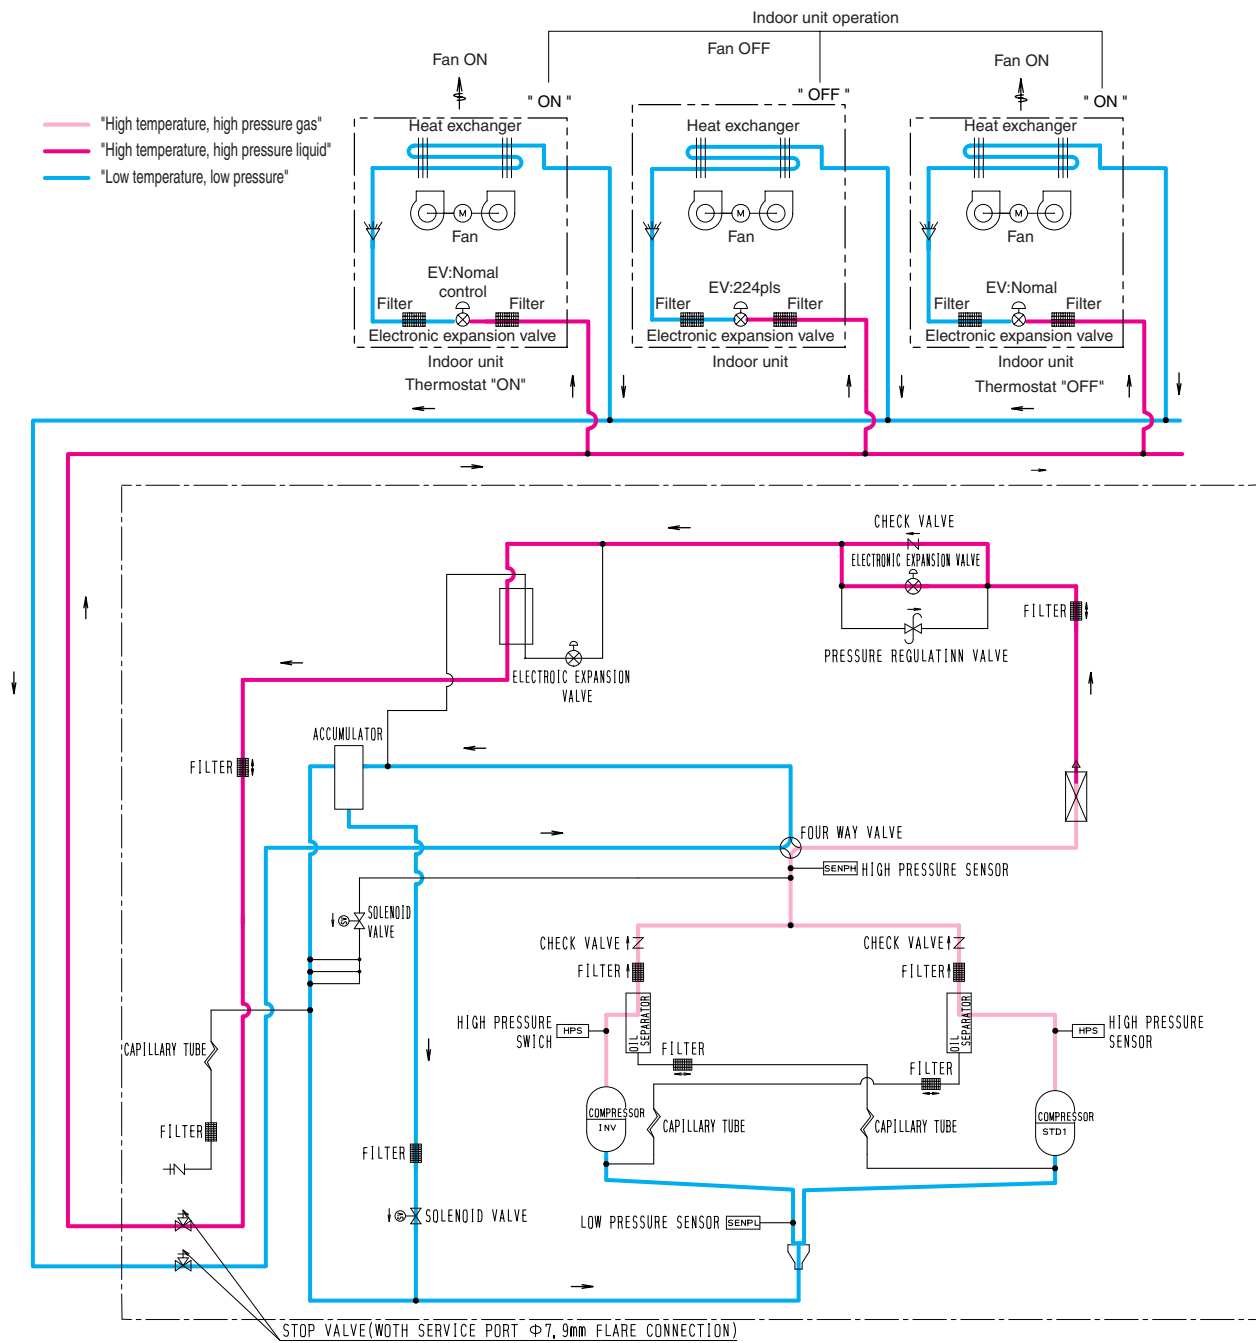 Indoor unit operation
Fan ON
Fan OFF
Fan ON
" ON "
" OFF "
" ON "
"High temperature, high pressure gas"
"High temperature, high pressure liquid"
"Low temperature, low pressure"
Heat exchanger
Heat exchanger
Heat exchanger
M
M
M
Fan
Fan
Fan
EV:Nomal
control
EV:224pls
EV:Nomal
Filter
Filter
Filter
Filter
Filter
Filter
Electronic expansion valve
Electronic expansion valve
Electronic expansion valve
Indoor unit
Indoor unit
Indoor unit
Thermostat "ON"
Thermostat "OFF"
CHECK VALVE
ELECTRONIC EXPANSION VALVE
FILTER
PRESSURE REGULATINN VALVE
ELECTROIC EXPANSION
VALVE
ACCUMULATOR
FILTER
FOUR WAY VALVE
SENPH
HIGH PRESSURE SENSOR
SOLENOID
VALVE
CHECK VALVE
CHECK VALVE
FILTER
FILTER
OIL
SEPARATOR
OIL
SEPARATOR
HIGH PRESSURE
SWICH
HPS
HPS
HIGH PRESSURE
SENSOR
CAPILLARY TUBE
FILTER
FILTER
COMPRESSOR
INV
CAPILLARY TUBE
CAPILLARY TUBE
COMPRESSOR
STD1
FILTER
FILTER
SOLENOID VALVE
LOW PRESSURE SENSOR
SENPL
STOP VALVE(WOTH SERVICE PORT Φ7, 9mm FLARE CONNECTION)